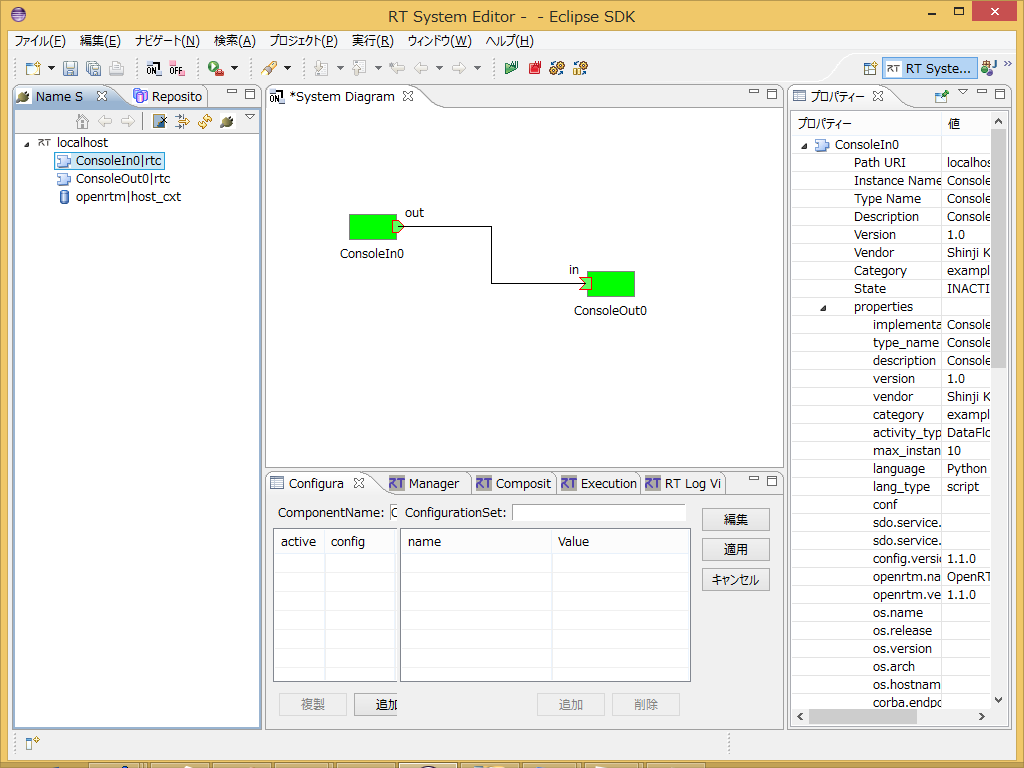 RT System Editor - - Eclipse SDK
ファイル(F) 編集(E) ナビゲート(N) 検索(A) プロジェクト(P) 実行(R) ウィンドウ(W) ヘルプ(H)
ON OFF
RT RT Syste... »
Name S Reposito
ON *System Diagram
プロパティー
RT localhost
ConsoleIn0|rtc
ConsoleOut0|rtc
openrtm|host_cxt
out
ConsoleIn0
in
ConsoleOut0
Configura RT Manager RT Composit RT Execution RT RT Log Vi
ComponentName: C ConfigurationSet:
active config name Value
編集
適用
キャンセル
複製 追加 追加 削除
プロパティー 値
ConsoleIn0
Path URI localhos
Instance Name Console
Type Name Console
Description Console
Version 1.0
Vendor Shinji K
Category exampl
State INACTI
properties
implementa Console
type_name Console
description Console
version 1.0
vendor Shinji K
category exampl
activity_typ DataFlo
max_instan 10
language Python
lang_type script
conf
sdo.service.
sdo.service.
config.versio 1.1.0
openrtm.na OpenRT
openrtm.ve 1.1.0
os.name
os.release
os.version
os.arch
os.hostnam
corba.endpo